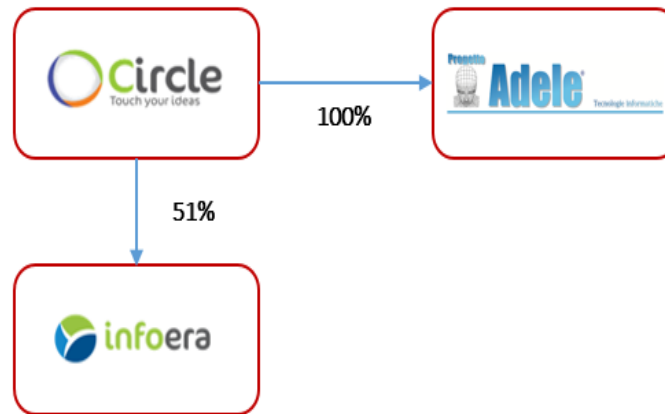 Circle
Touch your ideas
100%
Progetto
Adele®
Tecnologie Informatiche
51%
infoera